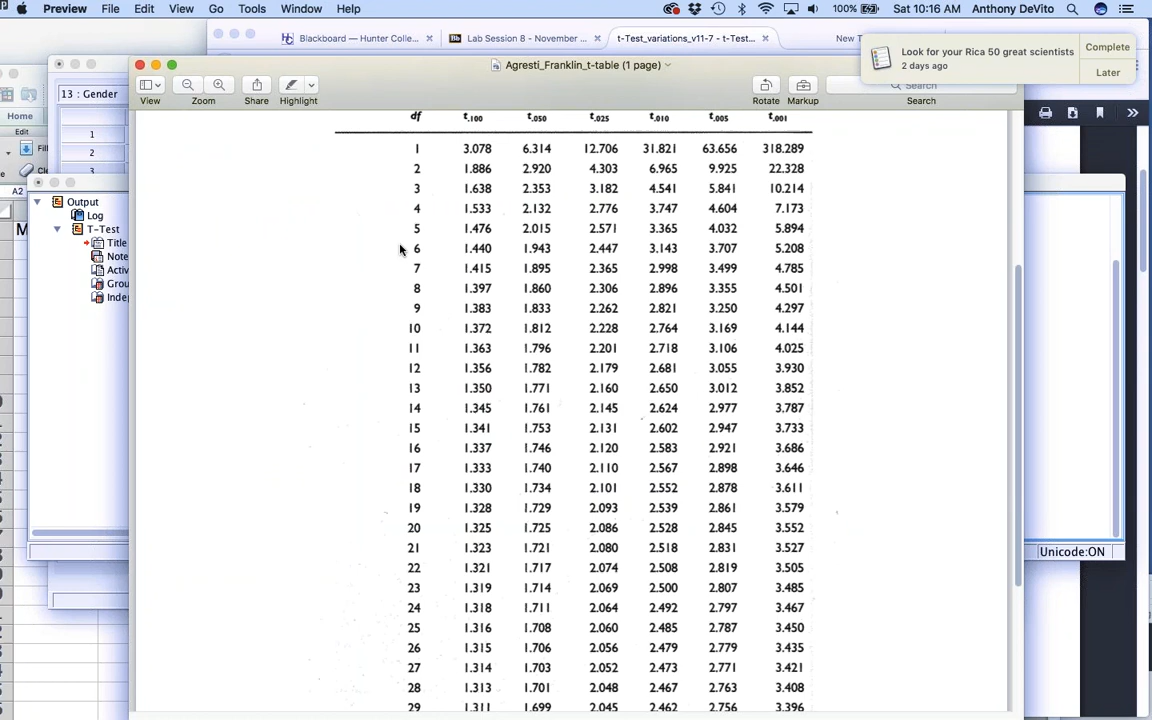 Preview File Edit View Go Tools Window Help 100% Sat 10:16 AM Anthony DeVito
Blackboard — Hunter Colle... × Lab Session 8 - November ... × t-Test_variations_v11-7 - t-Test... × New T
Look for your Rica 50 great scientists
2 days ago
Complete
Later
13 : Gender
Agresti_Franklin_t-table (1 page)
View Zoom Share Highlight Rotate Markup Search
Search
Home
Edit
Fill
A2
1
2
3
Output
Log
T-Test
Title
Note
Activ
Grou
Inde
Unicode:ON
df t.100 t.050 t.025 t.010 t.005 t.001
1 3.078 6.314 12.706 31.821 63.656 318.289
2 1.886 2.920 4.303 6.965 9.925 22.328
3 1.638 2.353 3.182 4.541 5.841 10.214
4 1.533 2.132 2.776 3.747 4.604 7.173
5 1.476 2.015 2.571 3.365 4.032 5.894
6 1.440 1.943 2.447 3.143 3.707 5.208
7 1.415 1.895 2.365 2.998 3.499 4.785
8 1.397 1.860 2.306 2.896 3.355 4.501
9 1.383 1.833 2.262 2.821 3.250 4.297
10 1.372 1.812 2.228 2.764 3.169 4.144
11 1.363 1.796 2.201 2.718 3.106 4.025
12 1.356 1.782 2.179 2.681 3.055 3.930
13 1.350 1.771 2.160 2.650 3.012 3.852
14 1.345 1.761 2.145 2.624 2.977 3.787
15 1.341 1.753 2.131 2.602 2.947 3.733
16 1.337 1.746 2.120 2.583 2.921 3.686
17 1.333 1.740 2.110 2.567 2.898 3.646
18 1.330 1.734 2.101 2.552 2.878 3.611
19 1.328 1.729 2.093 2.539 2.861 3.579
20 1.325 1.725 2.086 2.528 2.845 3.552
21 1.323 1.721 2.080 2.518 2.831 3.527
22 1.321 1.717 2.074 2.508 2.819 3.505
23 1.319 1.714 2.069 2.500 2.807 3.485
24 1.318 1.711 2.064 2.492 2.797 3.467
25 1.316 1.708 2.060 2.485 2.787 3.450
26 1.315 1.706 2.056 2.479 2.779 3.435
27 1.314 1.703 2.052 2.473 2.771 3.421
28 1.313 1.701 2.048 2.467 2.763 3.408
29 1.311 1.699 2.045 2.462 2.756 3.396